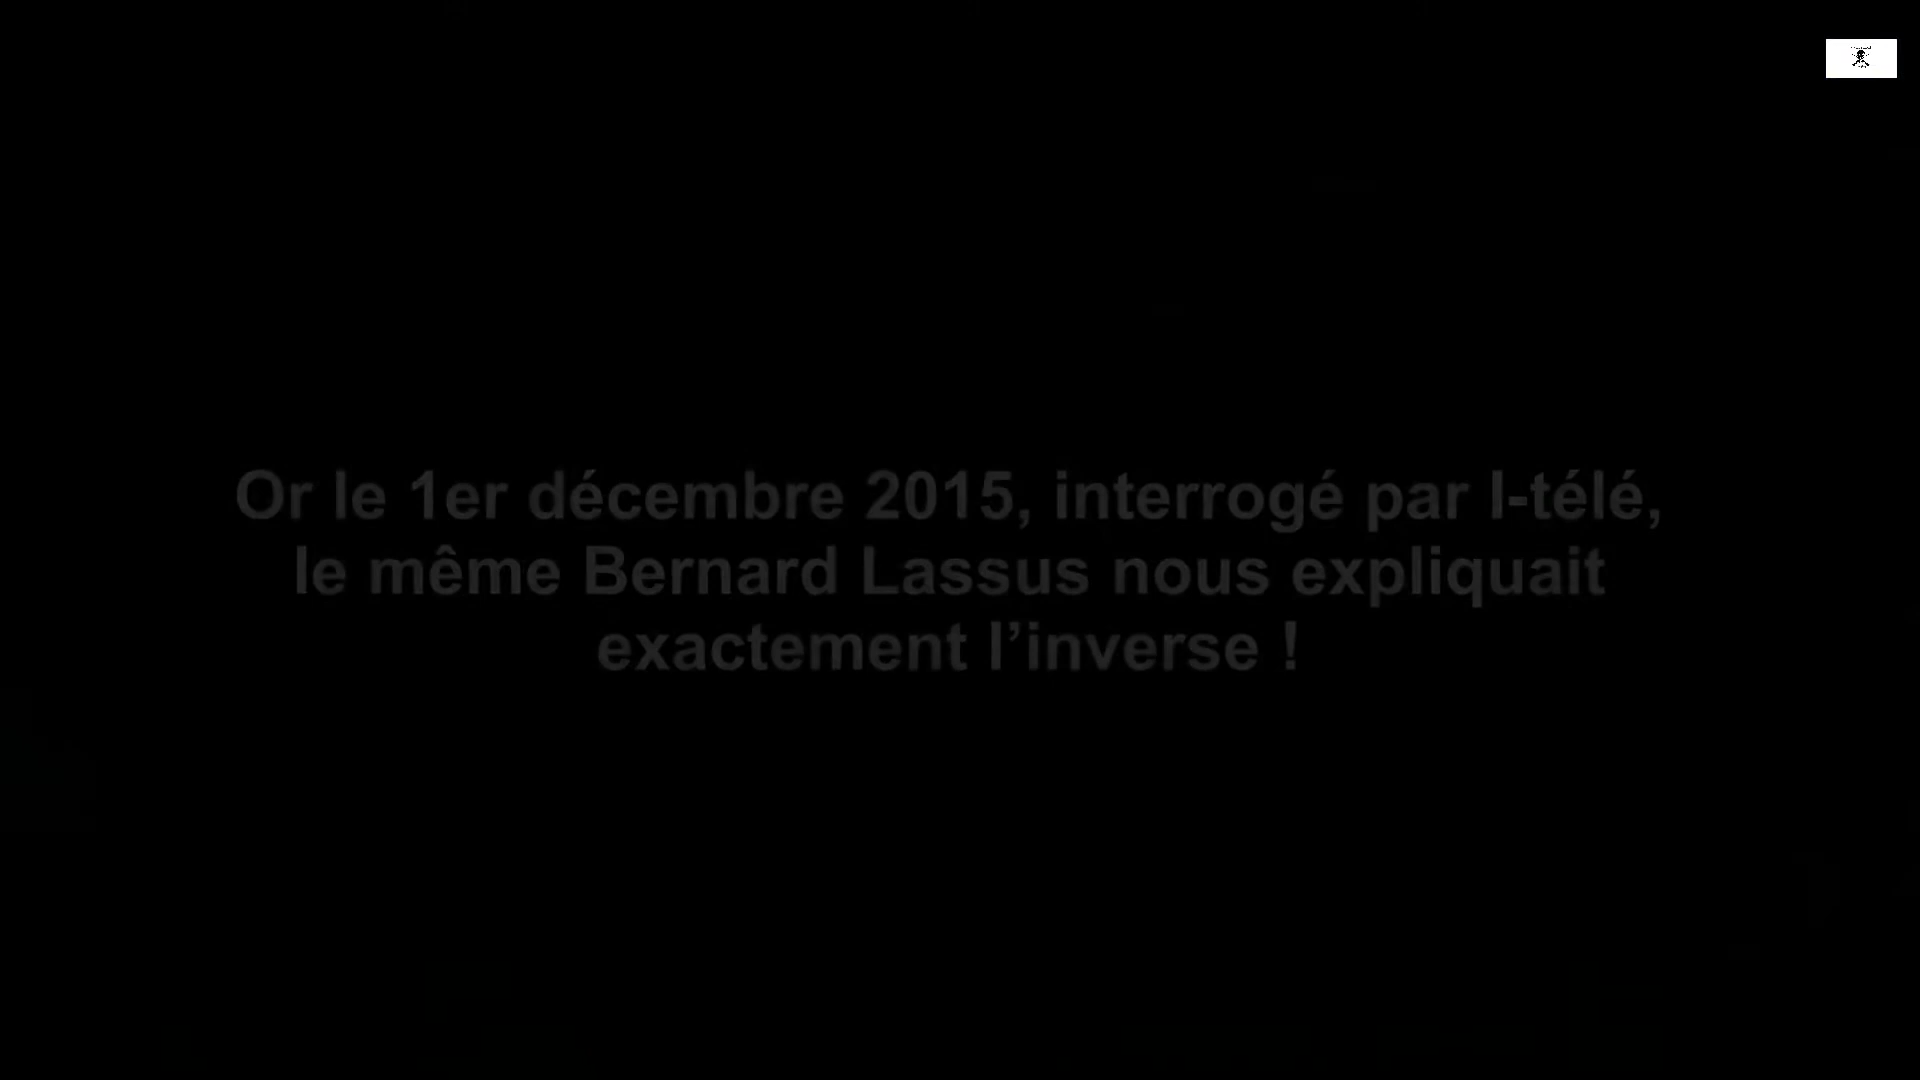 Or le 1er décembre 2015, interrogé par I-télé,
le même Bernard Lassus nous expliquait
exactement l’inverse !